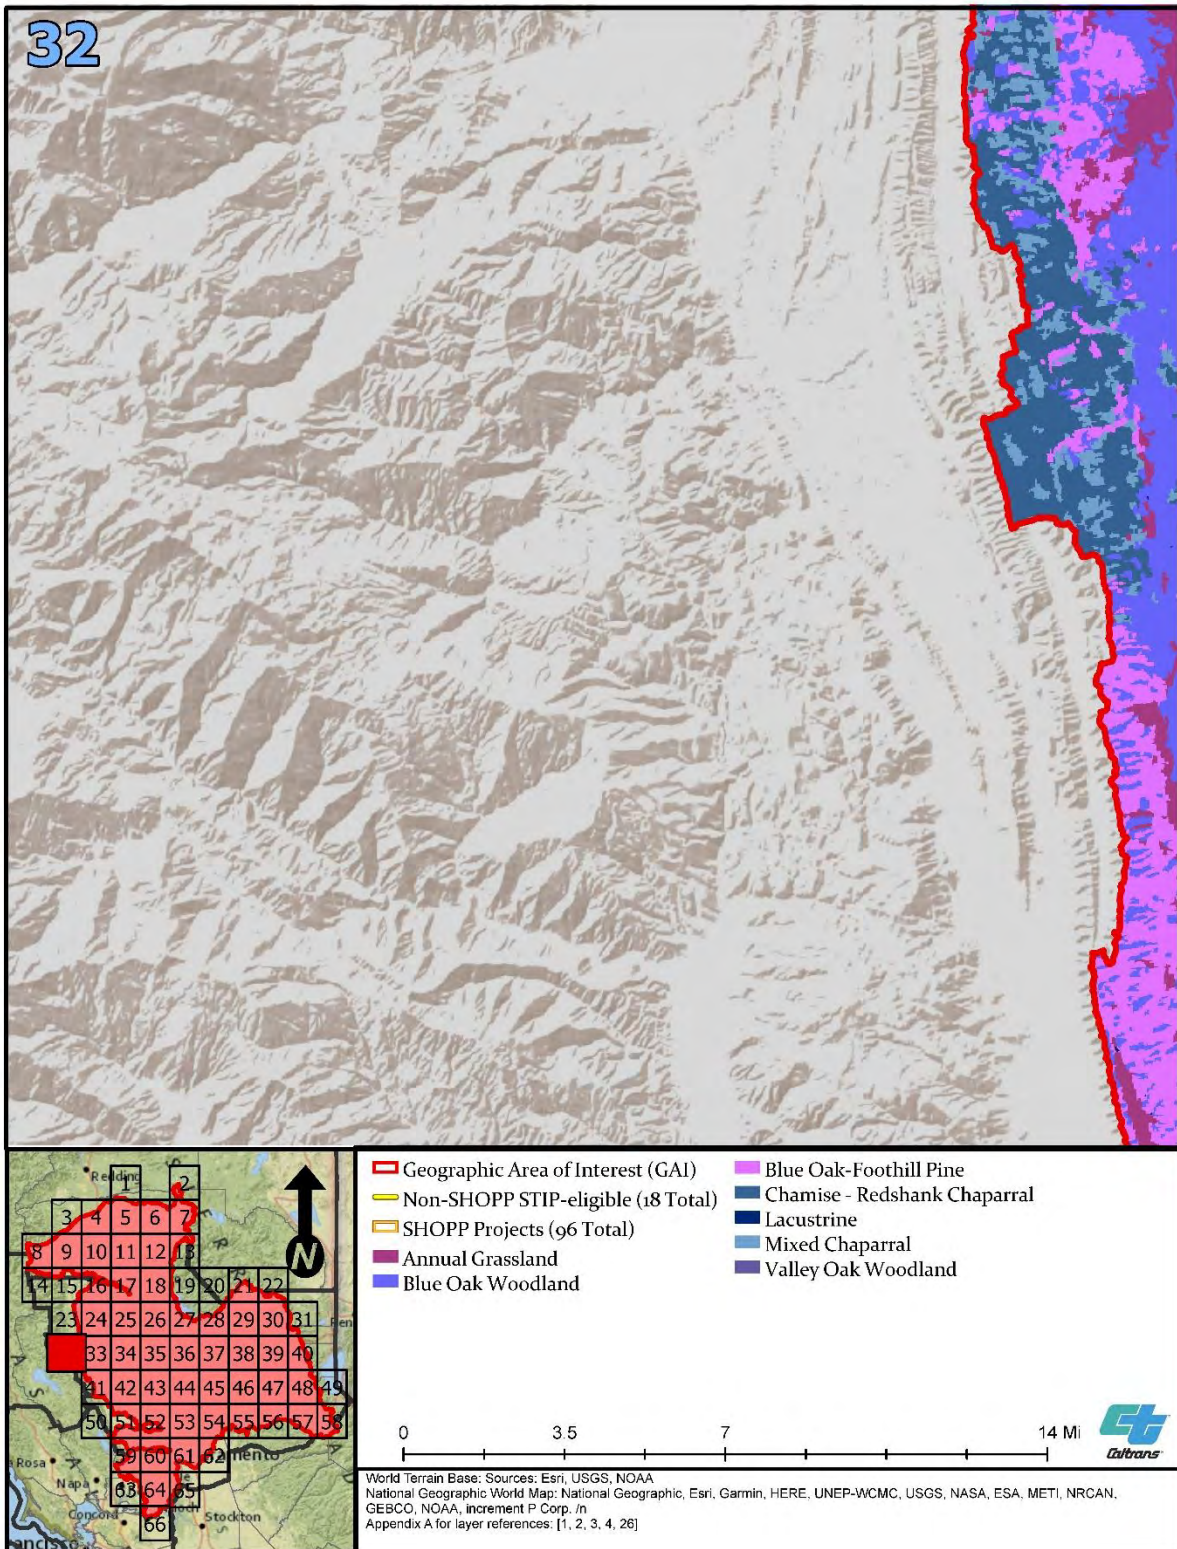 32
Redding
1
2
3 4 5 6 7
8 9 10 11 12 13
14 15 16 17 18 19 20 21 22
23 24 25 26 27 28 29 30 31
33 34 35 36 37 38 39 40
41 42 43 44 45 46 47 48 49
50 51 52 53 54 55 56 57 58
59 60 61 62
63 64 65
66
Napa
Stockton
N
Geographic Area of Interest (GAI)
Non-SHOPP STIP-eligible (18 Total)
SHOPP Projects (96 Total)
Annual Grassland
Blue Oak Woodland
Blue Oak-Foothill Pine
Chamise - Redshank Chaparral
Lacustrine
Mixed Chaparral
Valley Oak Woodland
0 3.5 7 14 Mi
ct
Caltrans
World Terrain Base: Sources: Esri, USGS, NOAA
National Geographic World Map: National Geographic, Esri, Garmin, HERE, UNEP-WCMC, USGS, NASA, ESA, METI, NRCAN,
GEBCO, NOAA, increment P Corp. /n
Appendix A for layer references: [1, 2, 3, 4, 26]